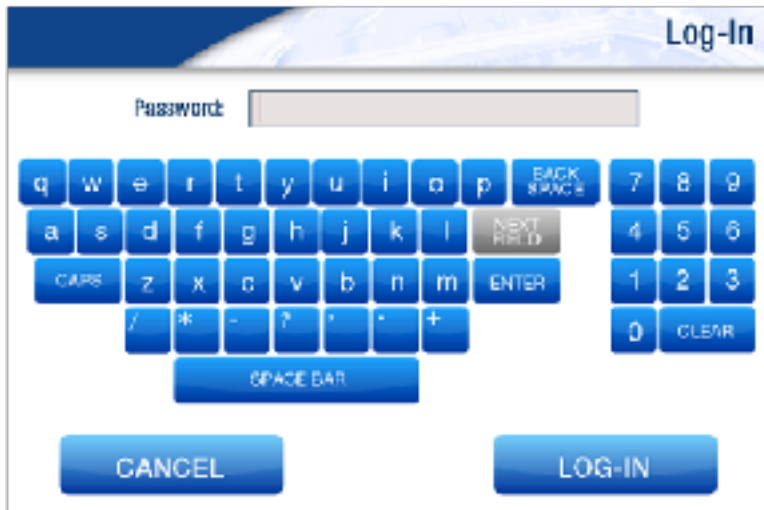 Log-In
Password:
q w e r t y u i o p BACK SPACE 7 8 9
a s d f g h j k l NEXT FIELD 4 5 6
CAPS z x c v b n m ENTER 1 2 3
/ * - ? , . + 0 CLEAR
SPACE BAR
CANCEL LOG-IN